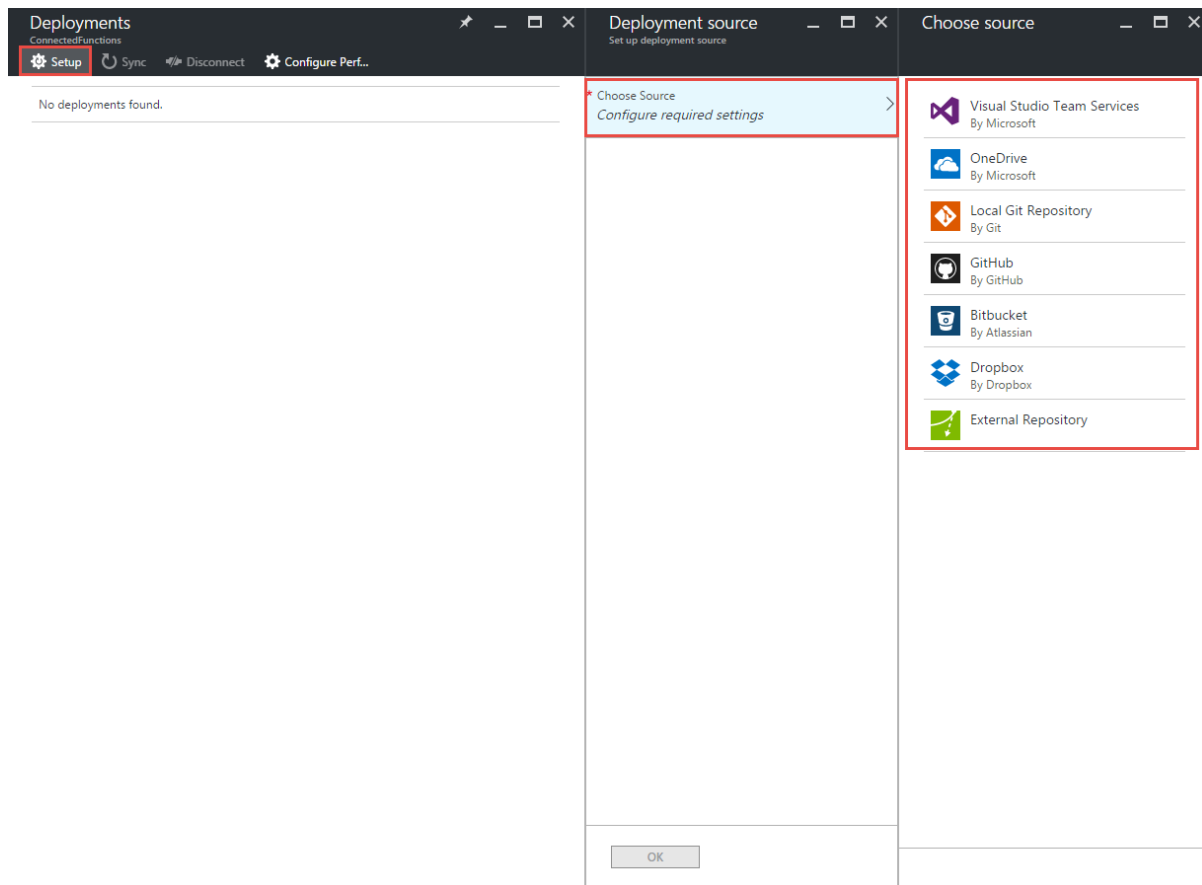 Deployments
ConnectedFunctions
Setup Sync Disconnect Configure Perf...
No deployments found.
Deployment source
Set up deployment source
* Choose Source
Configure required settings
OK
Choose source
Visual Studio Team Services
By Microsoft
OneDrive
By Microsoft
Local Git Repository
By Git
GitHub
By GitHub
Bitbucket
By Atlassian
Dropbox
By Dropbox
External Repository